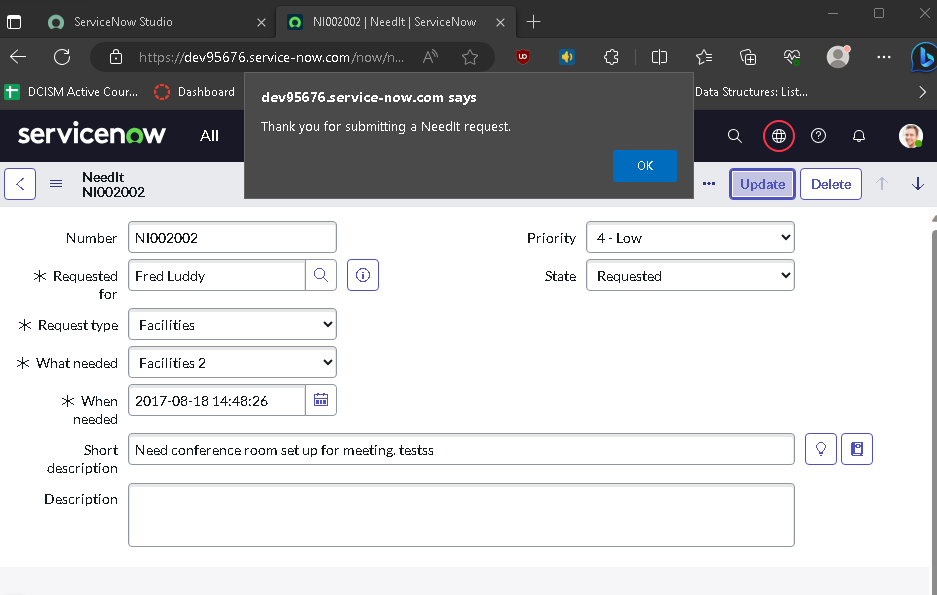 ServiceNow Studio
NI002002 | NeedIt | ServiceNow
https://dev95676.service-now.com/now/n...
DCISM Active Cour...
Dashboard
Data Structures: List...
dev95676.service-now.com says
Thank you for submitting a NeedIt request.
OK
servicenow
All
NeedIt
NI002002
Update
Delete
Number
NI002002
Priority
4 - Low
Requested
for
Fred Luddy
State
Requested
Request type
Facilities
What needed
Facilities 2
When
needed
2017-08-18 14:48:26
Short
description
Need conference room set up for meeting. testss
Description